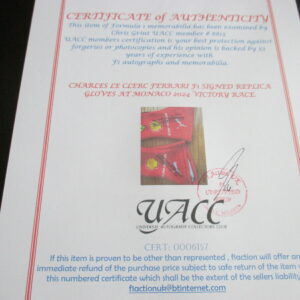 CERTIFICATE of AUTHENTICITY
This item of Formula 1 memorabilia has been examined by
Chris Grint UACC member #
UACC members certification is your best protection against
forgeries or photocopies and his opinion is backed by
years of experience with
F1 autographs and memorabilia.
CHARLES LE CLERC FERRARI F1 SIGNED REPLICA
GLOVES AT MONACO 2024 VICTORY RACE.
UACC
UNIVERSAL AUTOGRAPH COLLECTORS CLUB
CERT:
If this item is proven to be other than represented , f1action will offer an
immediate refund of the purchase price subject to safe return of the item
this numbered certificate which shall be the extent of the sellers liability
f1actionuk@btinternet.com